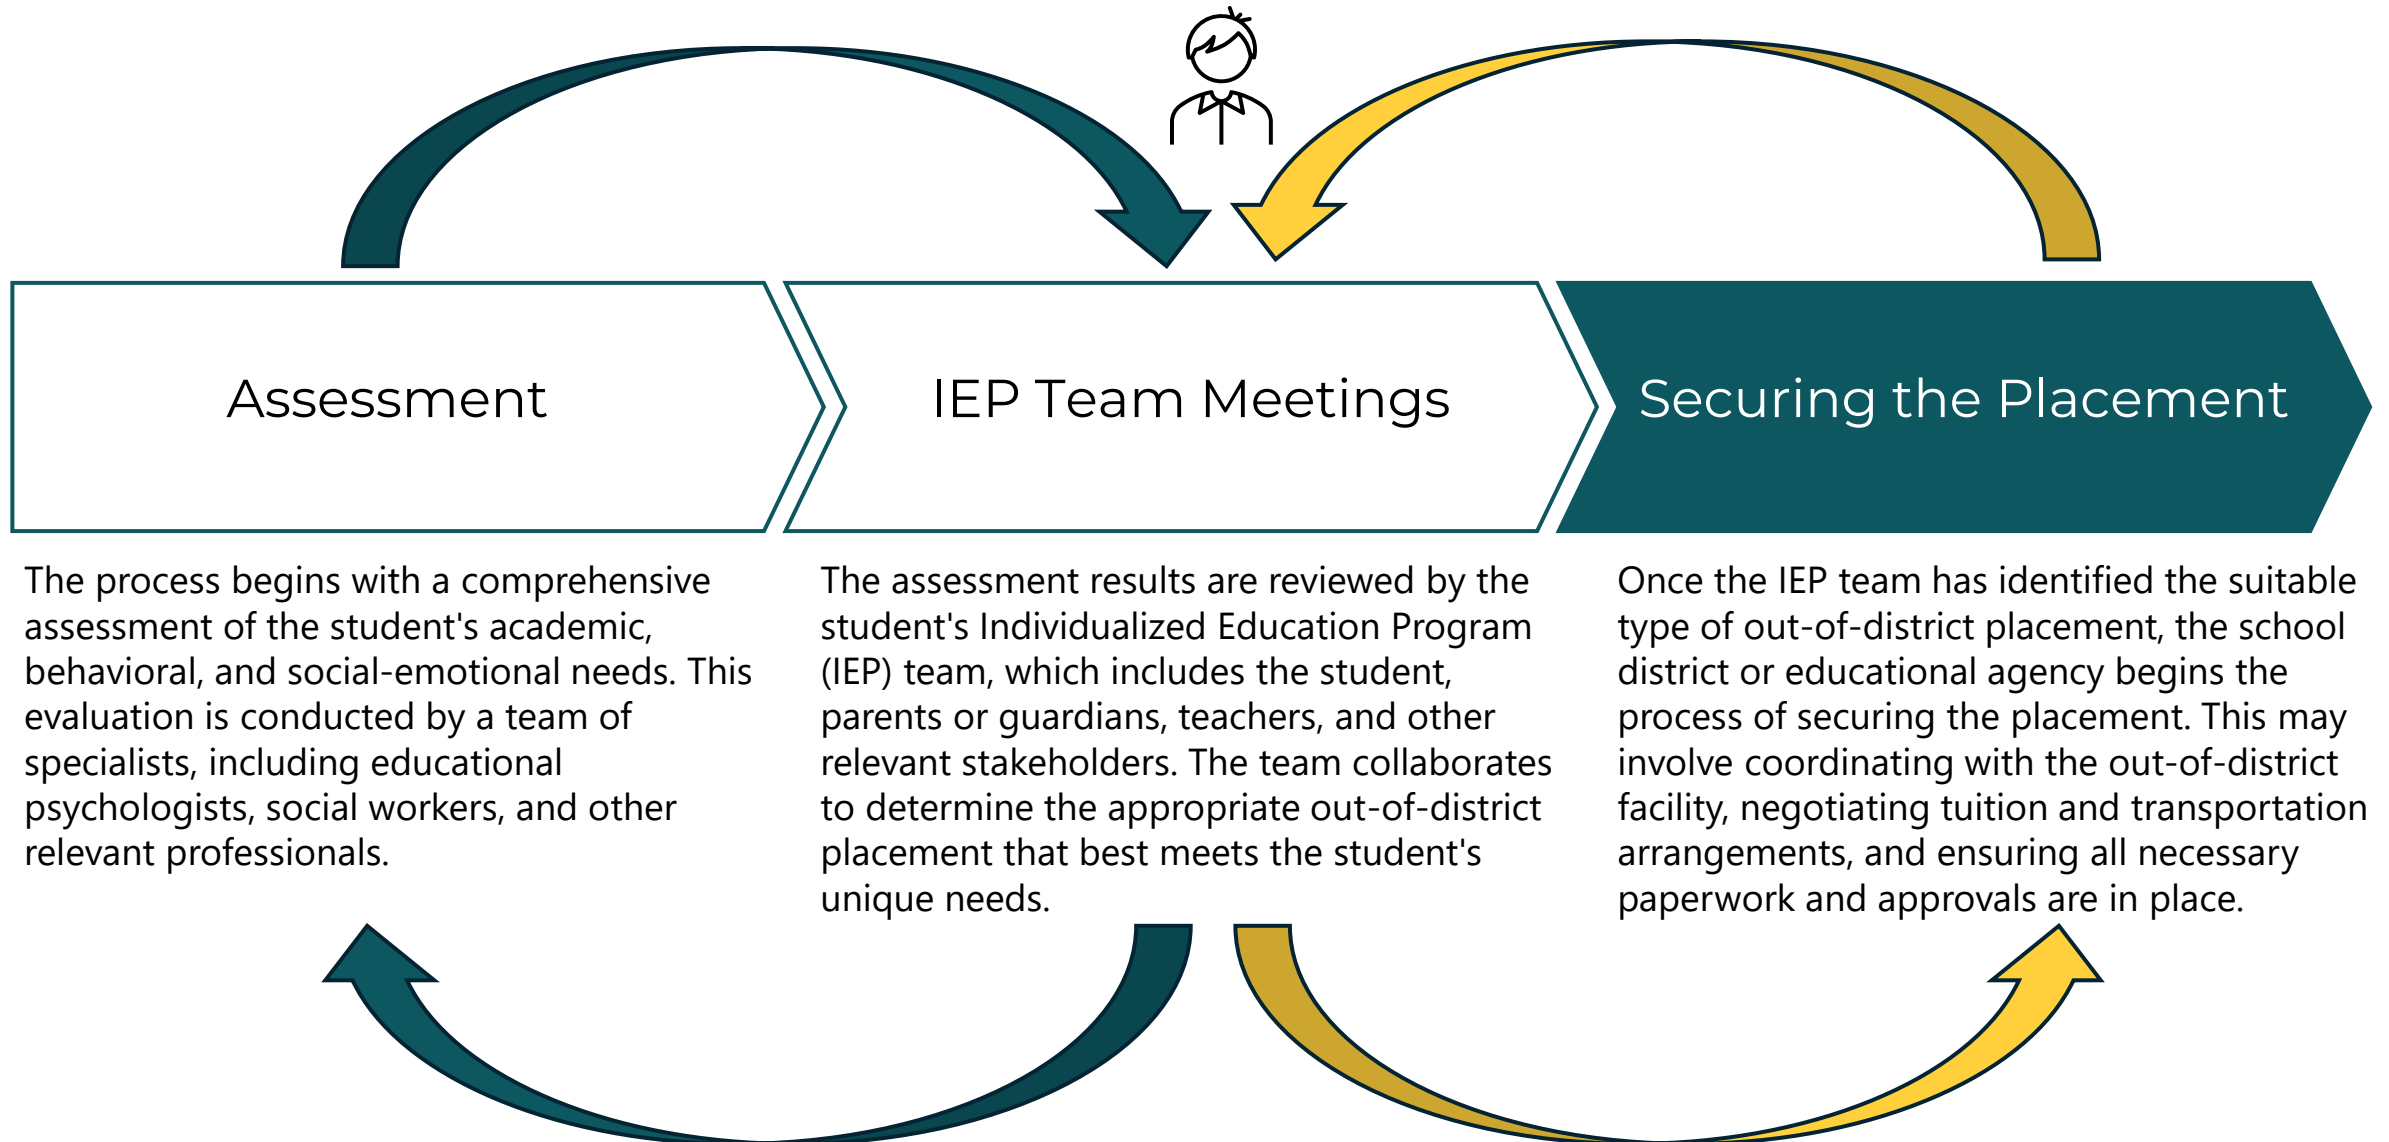 Assessment
The process begins with a comprehensive
assessment of the student's academic,
behavioral, and social-emotional needs. This
evaluation is conducted by a team of
specialists, including educational
psychologists, social workers, and other
relevant professionals.
IEP Team Meetings
The assessment results are reviewed by the
student's Individualized Education Program
(IEP) team, which includes the student,
parents or guardians, teachers, and other
relevant stakeholders. The team collaborates
to determine the appropriate out-of-district
placement that best meets the student's
unique needs.
Securing the Placement
Once the IEP team has identified the suitable
type of out-of-district placement, the school
district or educational agency begins the
process of securing the placement. This may
involve coordinating with the out-of-district
facility, negotiating tuition and transportation
arrangements, and ensuring all necessary
paperwork and approvals are in place.